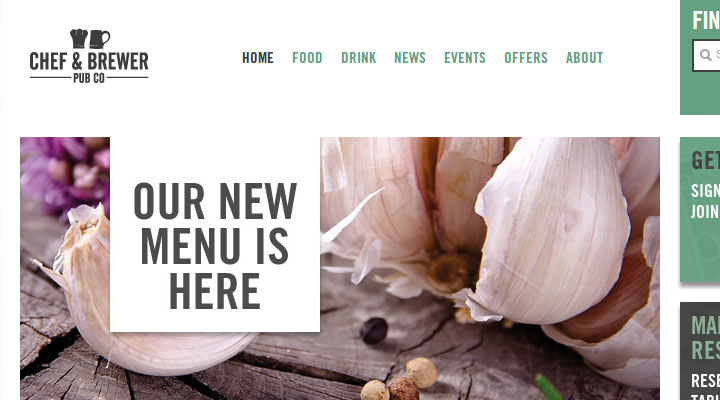 CHEF & BREWER
PUB CO
HOME FOOD DRINK NEWS EVENTS OFFERS ABOUT
OUR NEW
MENU IS
HERE
FIN
S
GET
SIGN
JOIN
MA
RES
RESE
TABL